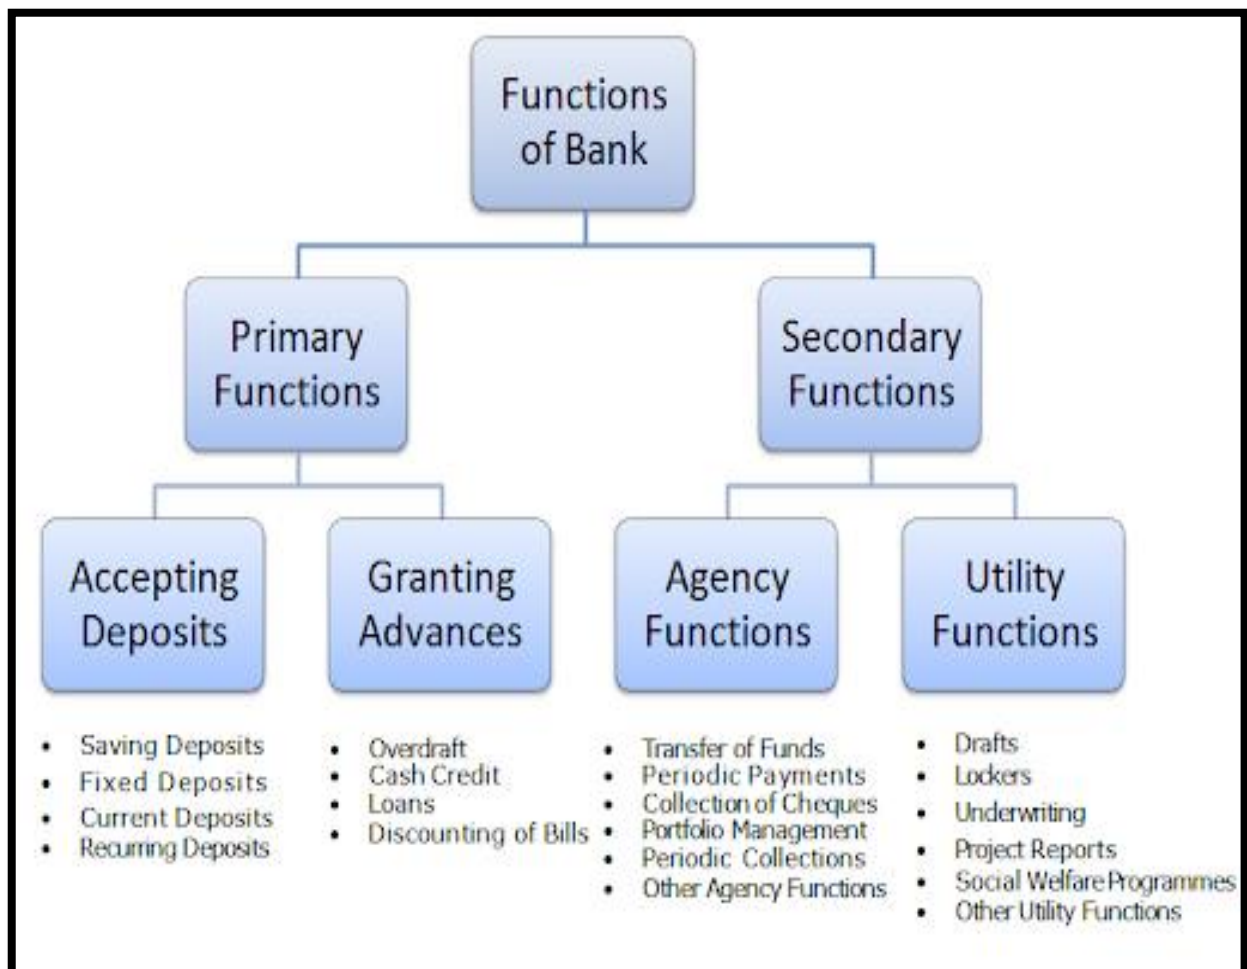 Functions
of Bank
Primary
Functions
Secondary
Functions
Accepting
Deposits
Granting
Advances
Agency
Functions
Utility
Functions
• Saving Deposits
• Fixed Deposits
• Current Deposits
• Recurring Deposits
• Overdraft
• Cash Credit
• Loans
• Discounting of Bills
• Transfer of Funds
• Periodic Payments
• Collection of Cheques
• Portfolio Management
• Periodic Collections
• Other Agency Functions
• Drafts
• Lockers
• Underwriting
• Project Reports
• Social Welfare Programmes
• Other Utility Functions